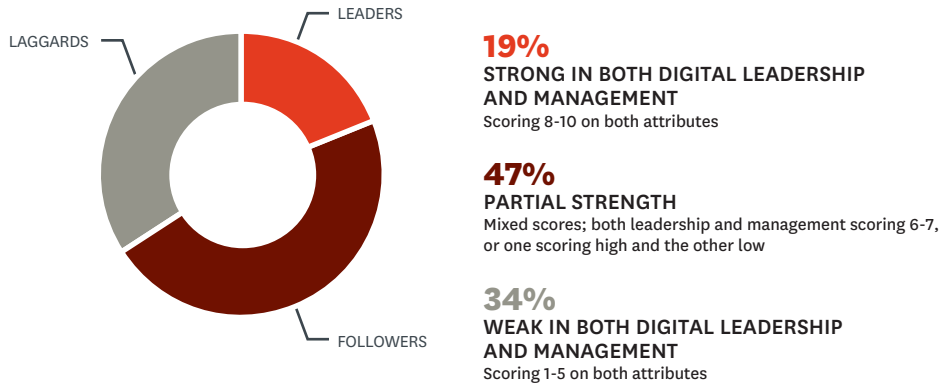 LEADERS
LAGGARDS
FOLLOWERS
19%
STRONG IN BOTH DIGITAL LEADERSHIP
AND MANAGEMENT
Scoring 8-10 on both attributes
47%
PARTIAL STRENGTH
Mixed scores; both leadership and management scoring 6-7,
or one scoring high and the other low
34%
WEAK IN BOTH DIGITAL LEADERSHIP
AND MANAGEMENT
Scoring 1-5 on both attributes